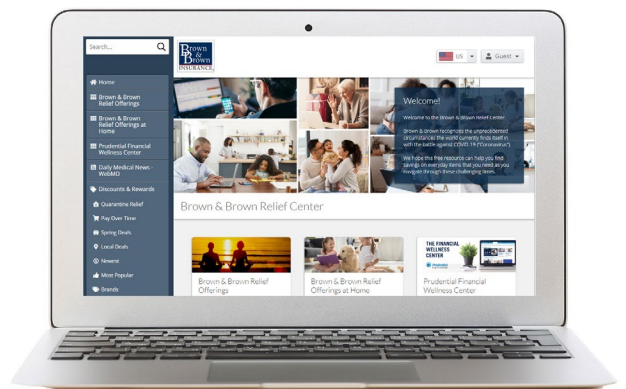 Search...
Brown
&
Brown
INSURANCE
US
Guest
Home
Brown & Brown
Relief Offerings
Brown & Brown
Relief Offerings at
Home
Prudential Financial
Wellness Center
Daily Medical News -
WebMD
Discounts & Rewards
Quarantine Relief
Pay Over Time
Spring Deals
Local Deals
Newest
Most Popular
Brands
Welcome!
Welcome to the Brown & Brown Relief Center
Brown & Brown recognizes the unprecedented
circumstances the world currently finds itself in
with the battle against COVID-19 ("Coronavirus").
We hope this free resource can help you find
savings on everyday items that you need as you
navigate through these challenging times.
Brown & Brown Relief Center
Brown & Brown Relief
Offerings
Brown & Brown Relief
Offerings at Home
THE FINANCIAL
WELLNESS
CENTER
Prudential Financial
Wellness Center